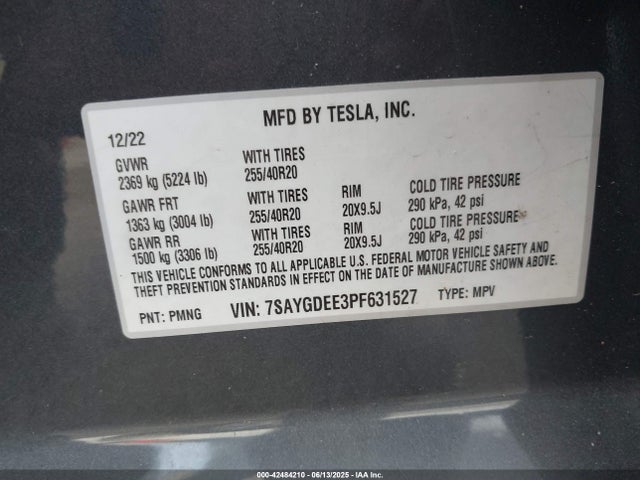 MFD BY TESLA, INC.
12/22
GVWR WITH TIRES
2369 kg (5224 lb) 255/40R20
GAWR FRT WITH TIRES RIM COLD TIRE PRESSURE
1363 kg (3004 lb) 255/40R20 20X9.5J 290 kPa, 42 psi
GAWR RR WITH TIRES RIM COLD TIRE PRESSURE
1500 kg (3306 lb) 255/40R20 20X9.5J 290 kPa, 42 psi
THIS VEHICLE CONFORMS TO ALL APPLICABLE U.S. FEDERAL MOTOR VEHICLE SAFETY AND
THEFT PREVENTION STANDARDS IN EFFECT ON THE DATE OF MANUFACTURE SHOWN ABOVE.
PNT: PMNG VIN: 7SAYGDEE3PF631527 TYPE: MPV
000-42484210 - 06/13/2025 - IAA Inc.